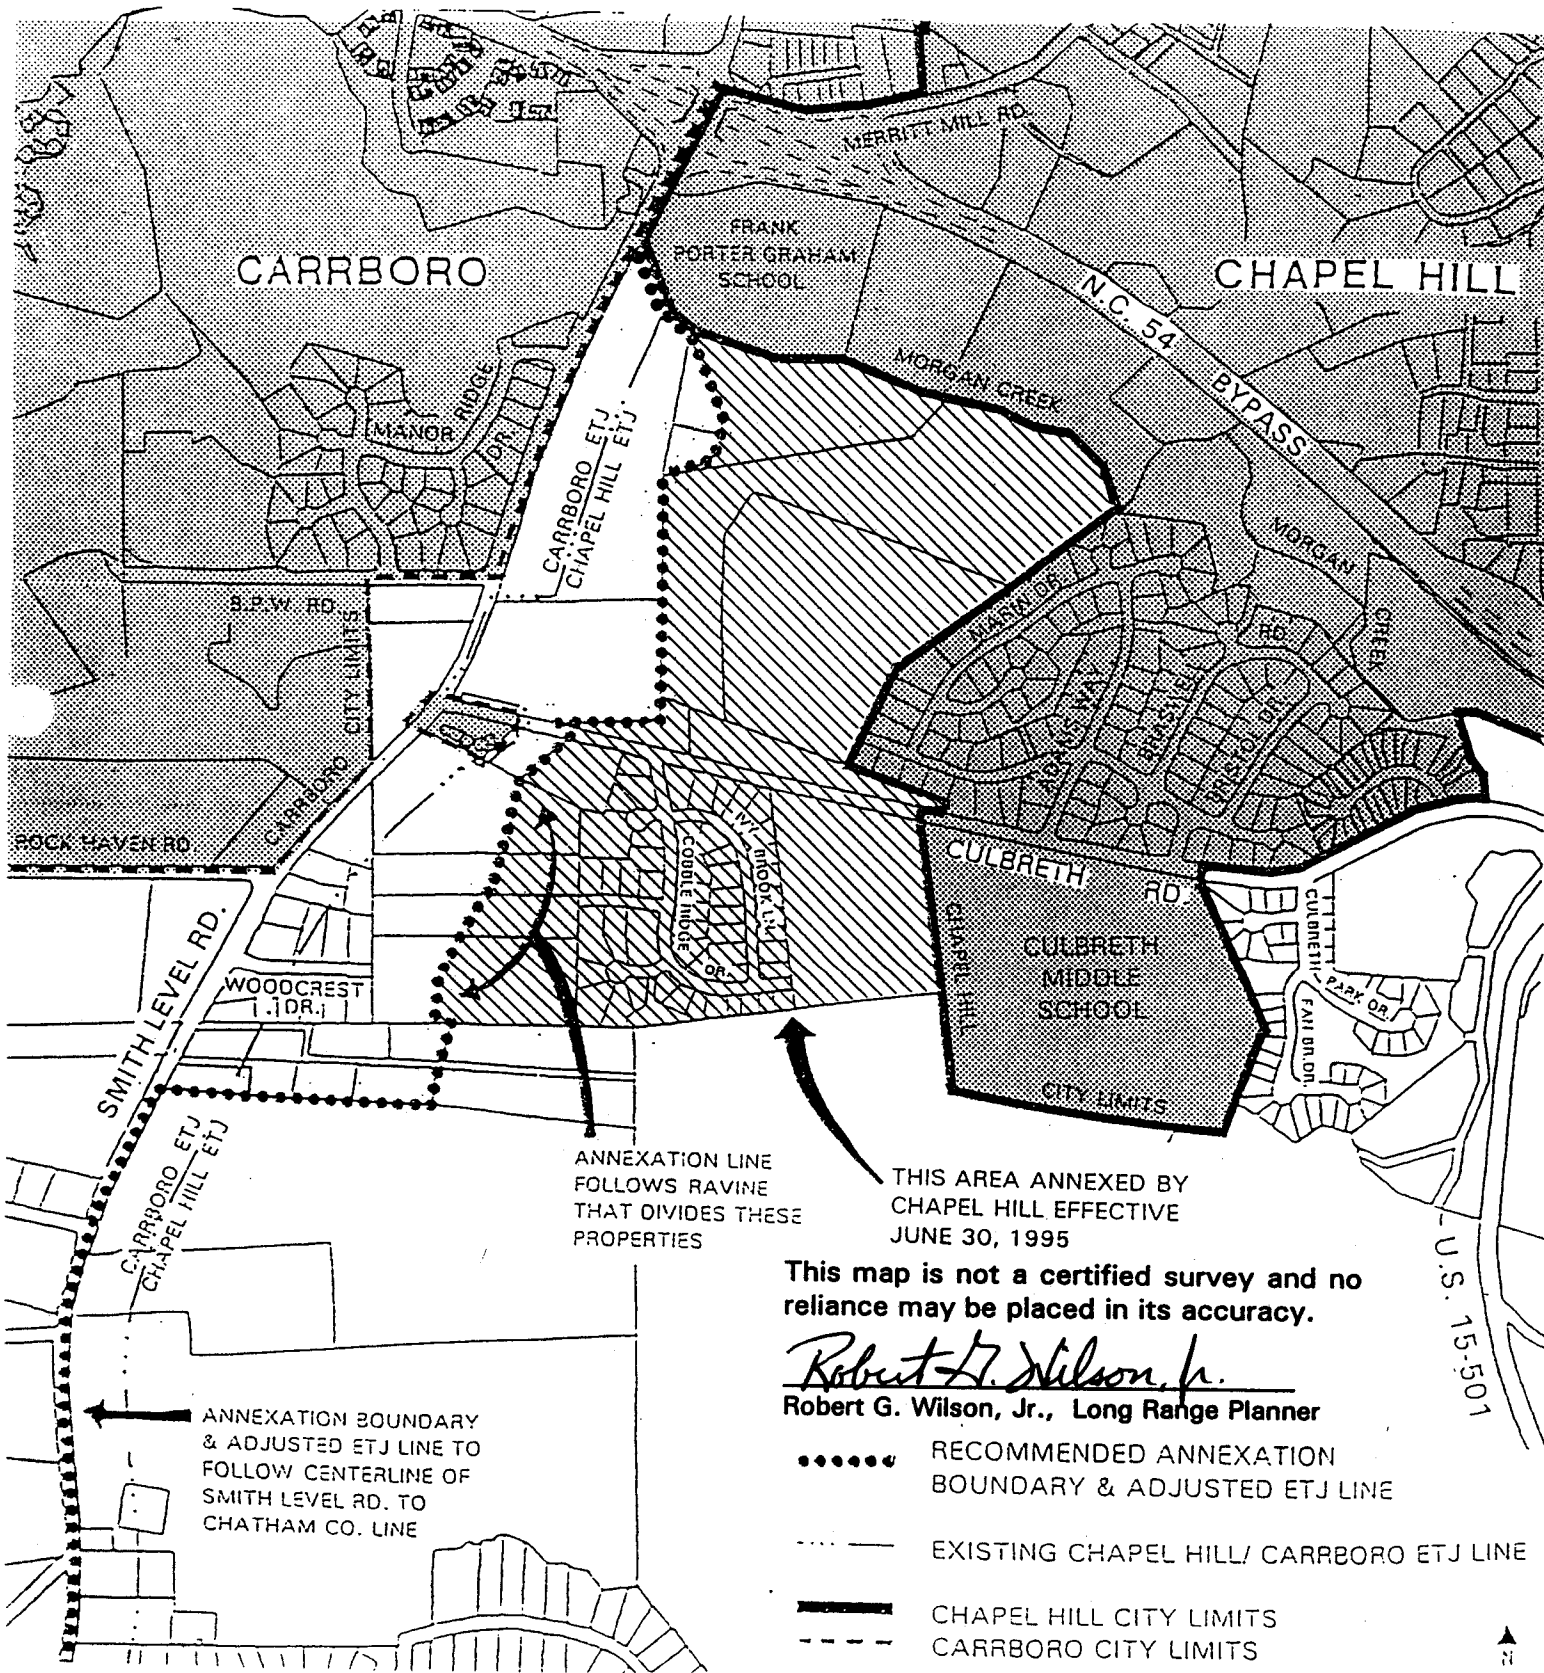 MERRITT MILL RD.
FRANK
PORTER GRAHAM
SCHOOL
CARRBORO
CHAPEL HILL
N.C. 54
BYPASS
MORGAN CREEK
MANOR
RIDGE
DR.
CARRBORO ETJ
CHAPEL HILL ETJ
MORGAN
CREEK
B.P.W. RD.
CITY LIMITS
CARRBORO
MARIN DR.
RD.
ADAMS WAY
BRISTOL DR.
ROCK HAVEN RD
COBBLE RIDGE
DR.
IVY BROOK LN.
CULBRETH
RD.
CHAPEL HILL
CULBRETH
MIDDLE
SCHOOL
CITY LIMITS
CULBRETH
PARK DR.
FAN BR. DN.
SMITH LEVEL RD.
WOODCREST
DR.
CARRBORO ETJ
CHAPEL HILL ETJ
ANNEXATION LINE
FOLLOWS RAVINE
THAT DIVIDES THESE
PROPERTIES
THIS AREA ANNEXED BY
CHAPEL HILL EFFECTIVE
JUNE 30, 1995
This map is not a certified survey and no
reliance may be placed in its accuracy.
Robert G. Wilson, Jr.
Robert G. Wilson, Jr., Long Range Planner
U.S. 15-501
ANNEXATION BOUNDARY
& ADJUSTED ETJ LINE TO
FOLLOW CENTERLINE OF
SMITH LEVEL RD. TO
CHATHAM CO. LINE
RECOMMENDED ANNEXATION
BOUNDARY & ADJUSTED ETJ LINE
EXISTING CHAPEL HILL/ CARRBORO ETJ LINE
CHAPEL HILL CITY LIMITS
CARRBORO CITY LIMITS
N